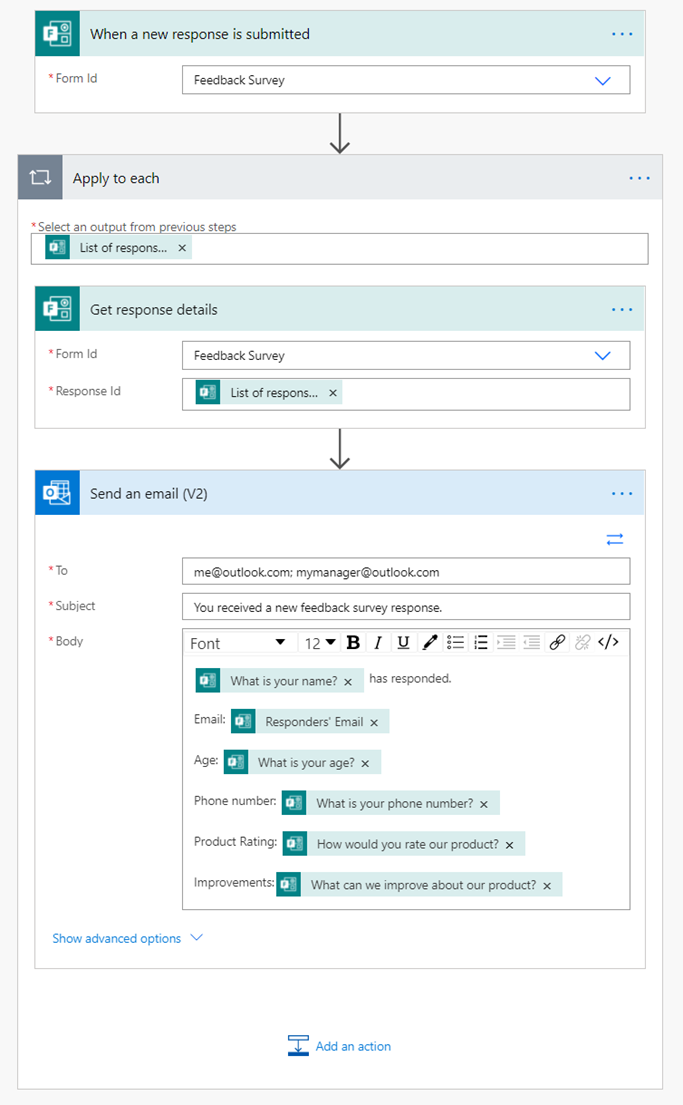 When a new response is submitted
* Form Id
Feedback Survey
Apply to each
* Select an output from previous steps
List of respons... ×
Get response details
* Form Id
Feedback Survey
* Response Id
List of respons... ×
Send an email (V2)
* To
me@outlook.com; mymanager@outlook.com
* Subject
You received a new feedback survey response.
* Body
Font 12 B I U </>
What is your name? × has responded.
Email: Responders' Email ×
Age: What is your age? ×
Phone number: What is your phone number? ×
Product Rating: How would you rate our product? ×
Improvements: What can we improve about our product? ×
Show advanced options
Add an action